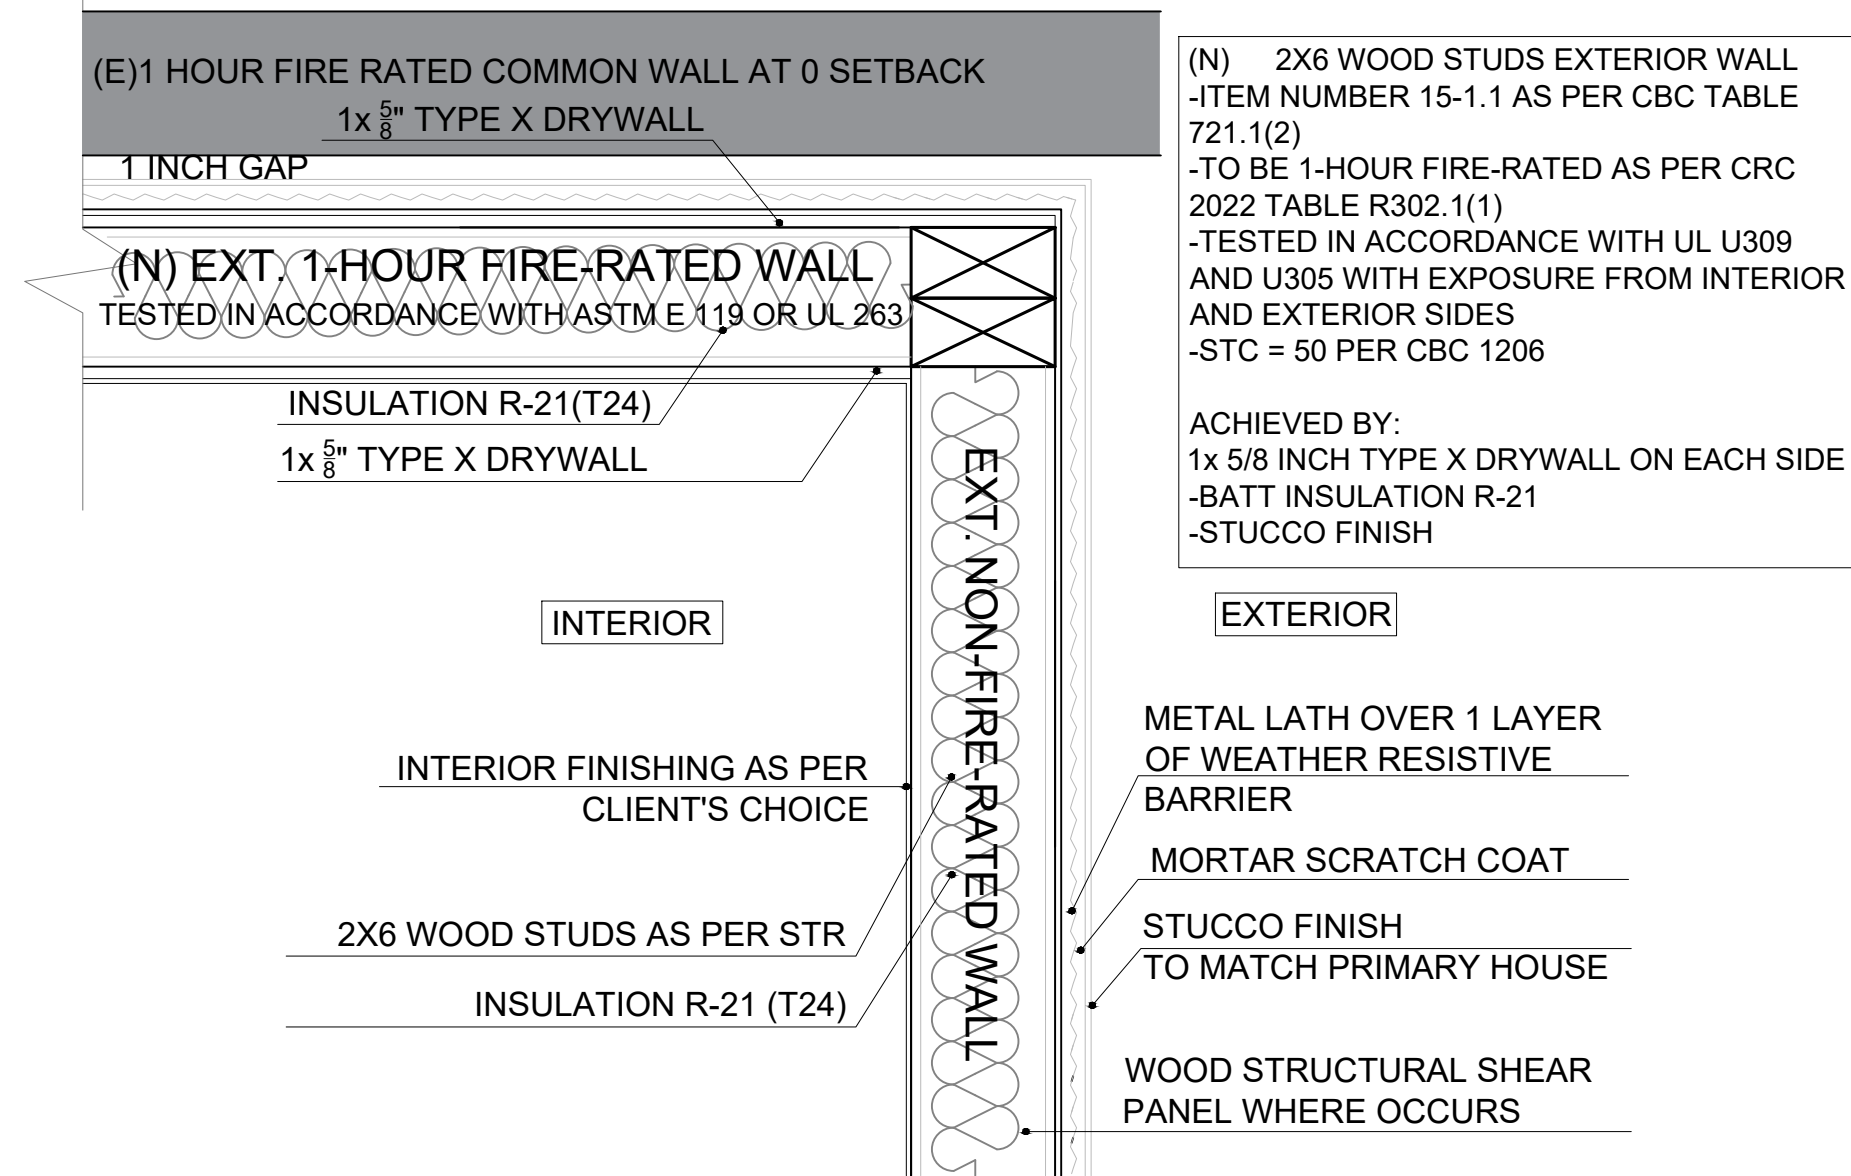 (E)1 HOUR FIRE RATED COMMON WALL AT 0 SETBACK
1x 5/8" TYPE X DRYWALL
1 INCH GAP
(N) EXT. 1-HOUR FIRE-RATED WALL
TESTED IN ACCORDANCE WITH ASTM E 119 OR UL 263
INSULATION R-21(T24)
1x 5/8" TYPE X DRYWALL
(N) 2X6 WOOD STUDS EXTERIOR WALL
-ITEM NUMBER 15-1.1 AS PER CBC TABLE
721.1(2)
-TO BE 1-HOUR FIRE-RATED AS PER CRC
2022 TABLE R302.1(1)
-TESTED IN ACCORDANCE WITH UL U309
AND U305 WITH EXPOSURE FROM INTERIOR
AND EXTERIOR SIDES
-STC = 50 PER CBC 1206
ACHIEVED BY:
1x 5/8 INCH TYPE X DRYWALL ON EACH SIDE
-BATT INSULATION R-21
-STUCCO FINISH
INTERIOR
EXTERIOR
EXT. NON-FIRE-RATED WALL
INTERIOR FINISHING AS PER
CLIENT'S CHOICE
2X6 WOOD STUDS AS PER STR
INSULATION R-21 (T24)
METAL LATH OVER 1 LAYER
OF WEATHER RESISTIVE
BARRIER
MORTAR SCRATCH COAT
STUCCO FINISH
TO MATCH PRIMARY HOUSE
WOOD STRUCTURAL SHEAR
PANEL WHERE OCCURS